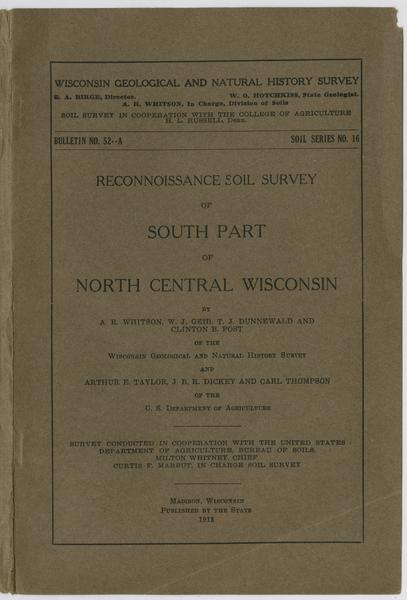 WISCONSIN GEOLOGICAL AND NATURAL HISTORY SURVEY
E. A. BIRGE, Director. W. O. HOTCHKISS, State Geologist.
A. R. WHITSON, In Charge, Division of Soils
SOIL SURVEY IN COOPERATION WITH THE COLLEGE OF AGRICULTURE
H. L. RUSSELL, Dean.
BULLETIN NO. 52--A SOIL SERIES NO. 16
RECONNOISSANCE SOIL SURVEY
OF
SOUTH PART
OF
NORTH CENTRAL WISCONSIN
BY
A. R. WHITSON, W. J. GEIB, T. J. DUNNEWALD AND
CLINTON B. POST
OF THE
WISCONSIN GEOLOGICAL AND NATURAL HISTORY SURVEY
AND
ARTHUR E. TAYLOR, J. B. R. DICKEY AND CARL THOMPSON
OF THE
U. S. DEPARTMENT OF AGRICULTURE
SURVEY CONDUCTED IN COOPERATION WITH THE UNITED STATES
DEPARTMENT OF AGRICULTURE, BUREAU OF SOILS,
MILTON WHITNEY, CHIEF
CURTIS F. MARBUT, IN CHARGE SOIL SURVEY
MADISON, WISCONSIN
PUBLISHED BY THE STATE
1918